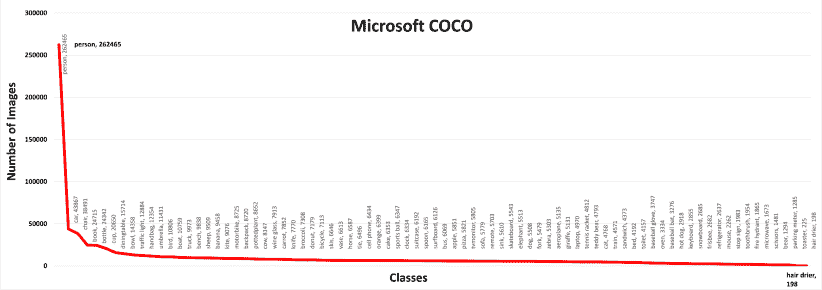 Microsoft COCO
Number of Images
300000
250000
200000
150000
100000
50000
0
person, 262465
person, 262465
car, 43867
chair, 38491
book, 24715
bottle, 24342
cup, 20650
diningtable, 15714
bowl, 14358
traffic light, 12884
handbag, 12354
umbrella, 11431
bird, 10806
boat, 10759
truck, 9973
bench, 9838
sheep, 9509
banana, 9458
kite, 9076
motorbike, 8725
backpack, 8720
pottedplant, 8652
cow, 8147
wine glass, 7913
carrot, 7852
knife, 7770
broccoli, 7308
donut, 7179
bicycle, 7113
skis, 6646
vase, 6613
horse, 6587
tie, 6496
cell phone, 6434
orange, 6399
cake, 6353
sports ball, 6347
clock, 6334
suitcase, 6192
spoon, 6165
surfboard, 6126
bus, 6069
apple, 5851
pizza, 5821
tvmonitor, 5805
sofa, 5779
remote, 5703
sink, 5610
skateboard, 5543
elephant, 5513
dog, 5508
fork, 5479
zebra, 5303
aeroplane, 5135
giraffe, 5131
laptop, 4970
tennis racket, 4812
teddy bear, 4793
cat, 4768
train, 4571
sandwich, 4373
bed, 4192
toilet, 4157
baseball glove, 3747
oven, 3334
baseball bat, 3276
hot dog, 2918
keyboard, 2855
snowboard, 2685
frisbee, 2682
refrigerator, 2637
mouse, 2262
stop sign, 1983
toothbrush, 1954
fire hydrant, 1865
microwave, 1673
scissors, 1481
bear, 1294
parking meter, 1285
toaster, 225
hair drier, 198
Classes
hair drier,
198